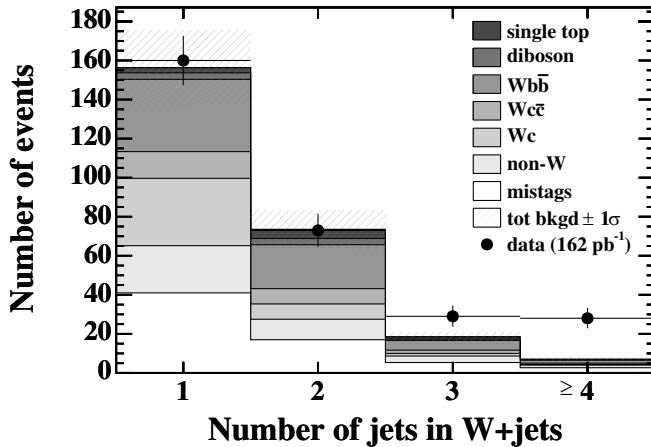 Number of events
180
160
140
120
100
80
60
40
20
0
single top
diboson
Wbb̅
Wcc̅
Wc
non-W
mistags
tot bkgd ± 1σ
data (162 pb⁻¹)
1 2 3 ≥ 4
Number of jets in W+jets